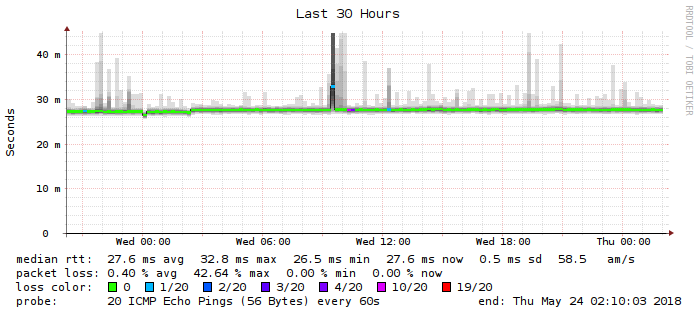 Last 30 Hours
RRDTOOL / TOBI OETIKER
Seconds
40 m
30 m
20 m
10 m
0
Wed 00:00 Wed 06:00 Wed 12:00 Wed 18:00 Thu 00:00
median rtt: 27.6 ms avg 32.8 ms max 26.5 ms min 27.6 ms now 0.5 ms sd 58.5 am/s
packet loss: 0.40 % avg 42.64 % max 0.00 % min 0.00 % now
loss color: 0 1/20 2/20 3/20 4/20 10/20 19/20
probe: 20 ICMP Echo Pings (56 Bytes) every 60s end: Thu May 24 02:10:03 2018